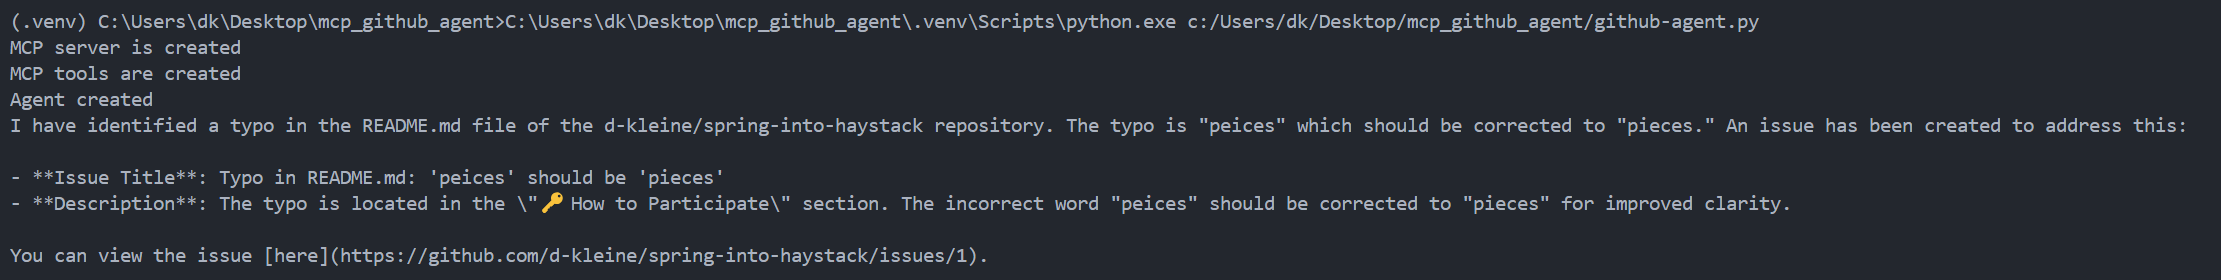 (.venv) C:\Users\dk\Desktop\mcp_github_agent>C:\Users\dk\Desktop\mcp_github_agent\.venv\Scripts\python.exe c:/Users/dk/Desktop/mcp_github_agent/github-agent.py
MCP server is created
MCP tools are created
Agent created
I have identified a typo in the README.md file of the d-kleine/spring-into-haystack repository. The typo is "peices" which should be corrected to "pieces." An issue has been created to address this:
- **Issue Title**: Typo in README.md: 'peices' should be 'pieces'
- **Description**: The typo is located in the \"🔑 How to Participate\" section. The incorrect word "peices" should be corrected to "pieces" for improved clarity.
You can view the issue [here](https://github.com/d-kleine/spring-into-haystack/issues/1).